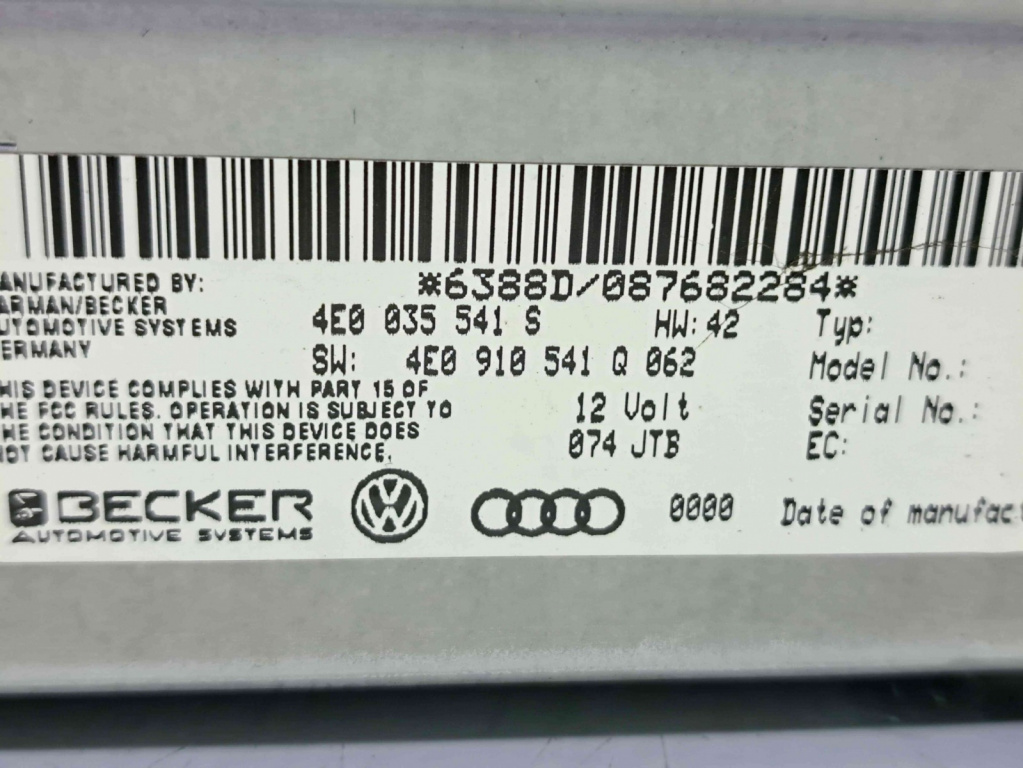 *6388D/087682284*
ANUFACTURED BY:
ARMAN/BECKER
UTOMOTIVE SYSTEMS
ERMANY
4E0 035 541 S HW: 42 Typ:
SW: 4E0 910 541 Q 062 Model No.:
HIS DEVICE COMPLIES WITH PART 15 OF
HE FCC RULES. OPERATION IS SUBJECT TO
HE CONDITION THAT THIS DEVICE DOES
OT CAUSE HARMFUL INTERFERENCE.
12 Volt Serial No.:
074 JTB EC:
BECKER
AUTOMOTIVE SYSTEMS
VW
0000 Date of manufact